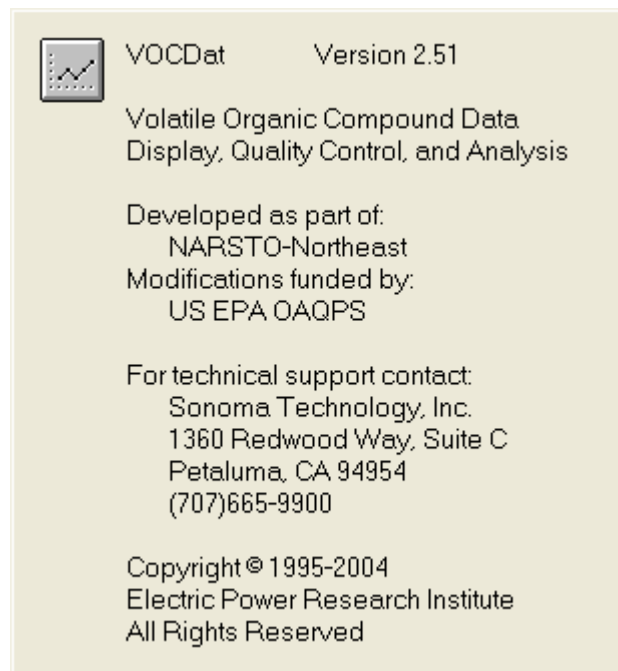 VOCDat Version 2.51
Volatile Organic Compound Data
Display, Quality Control, and Analysis
Developed as part of:
NARSTO-Northeast
Modifications funded by:
US EPA OAQPS
For technical support contact:
Sonoma Technology, Inc.
1360 Redwood Way, Suite C
Petaluma, CA 94954
(707)665-9900
Copyright © 1995-2004
Electric Power Research Institute
All Rights Reserved